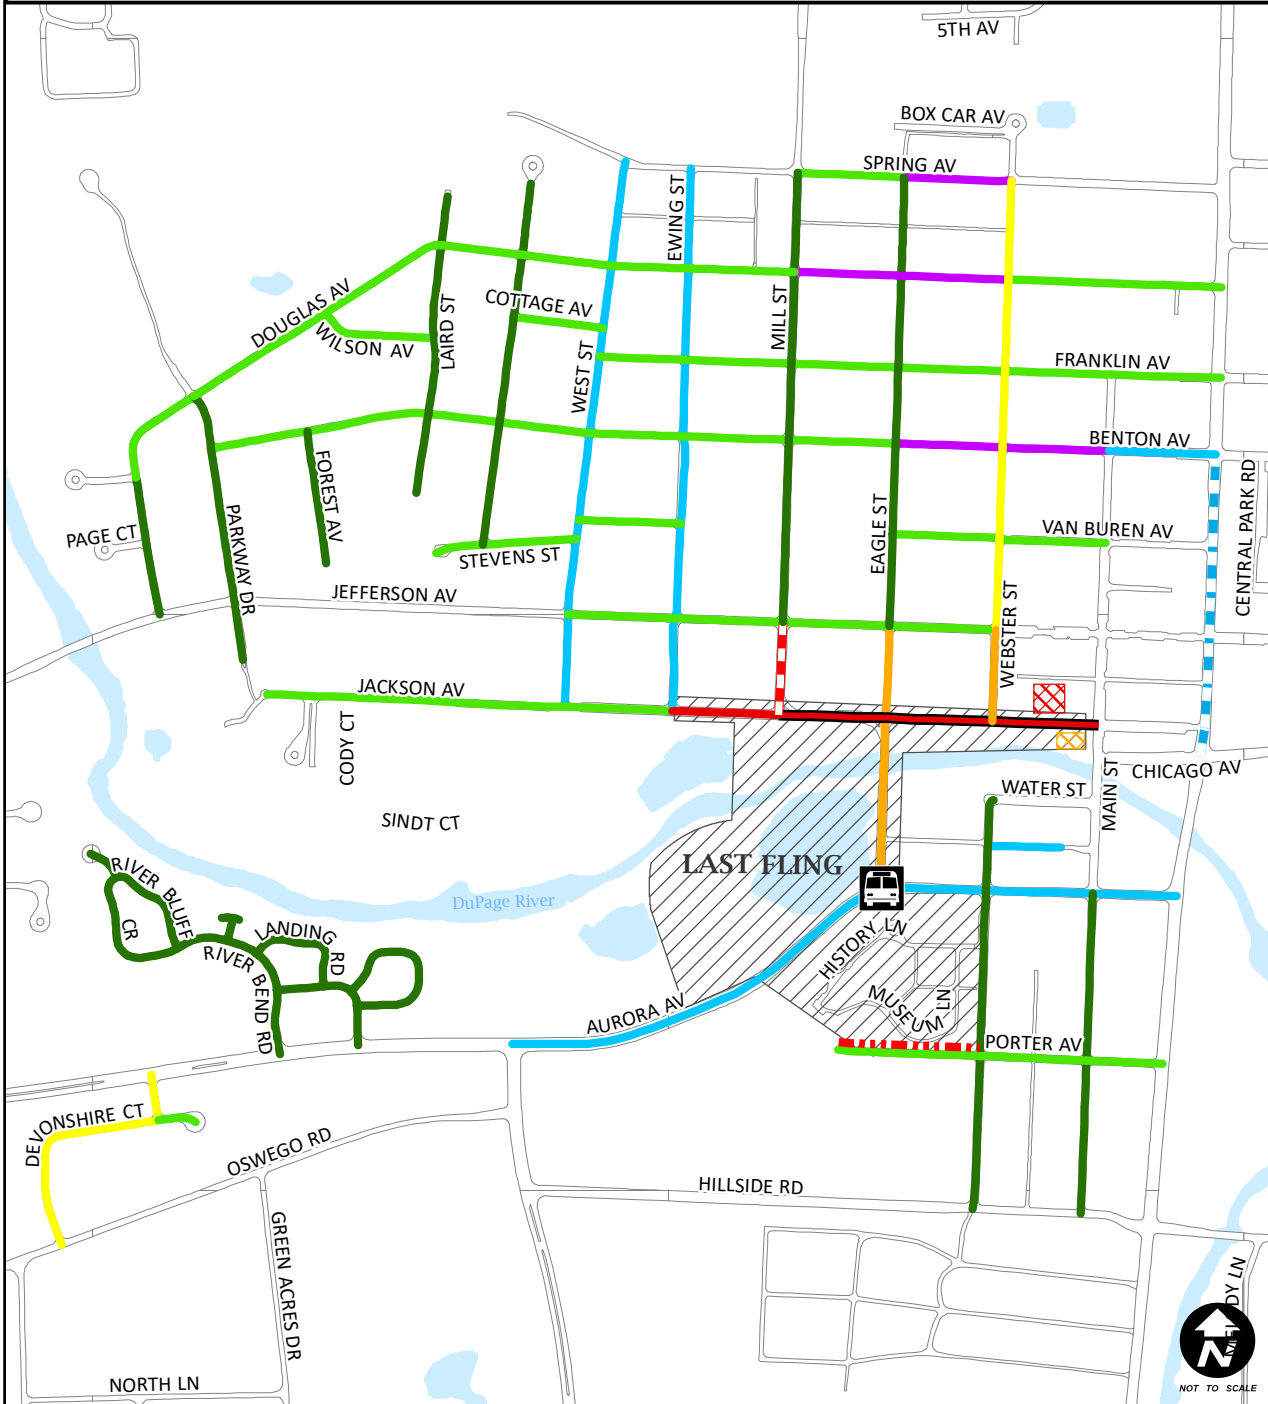 5TH AV
BOX CAR AV
SPRING AV
EWING ST
DOUGLAS AV
COTTAGE AV
LAIRD ST
MILL ST
WILSON AV
WEST ST
FRANKLIN AV
BENTON AV
FOREST AV
PARKWAY DR
PAGE CT
EAGLE ST
VAN BUREN AV
CENTRAL PARK RD
STEVENS ST
JEFFERSON AV
WEBSTER ST
JACKSON AV
CODY CT
CHICAGO AV
MAIN ST
WATER ST
SINDT CT
LAST FLING
RIVER BLUFF
CR
DuPage River
LANDING
RD
RIVER BEND RD
HISTORY LN
MUSEUM
LN
AURORA AV
PORTER AV
DEVONSHIRE CT
OSWEGO RD
HILLSIDE RD
GREEN ACRES DR
NORTH LN
N
NOT TO SCALE